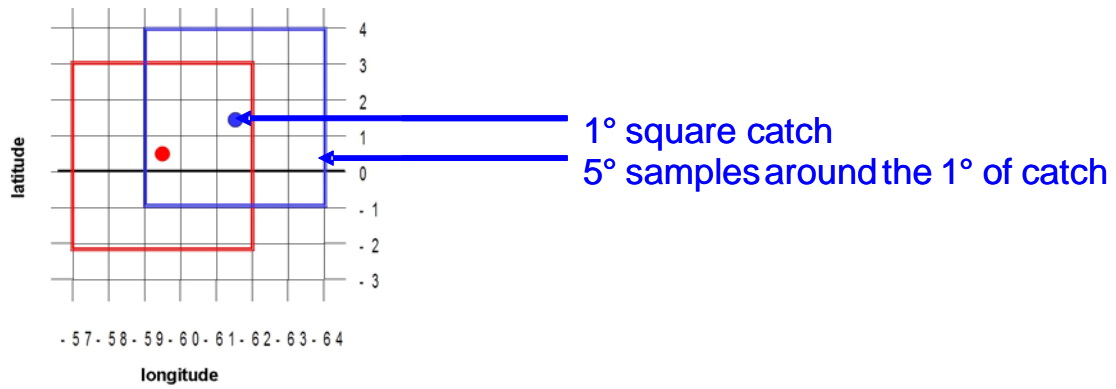 4
3
2
1
0
- 1
- 2
- 3
latitude
- 57 - 58 - 59 - 60 - 61 - 62 - 63 - 64
longitude
1° square catch
5° samples around the 1° of catch